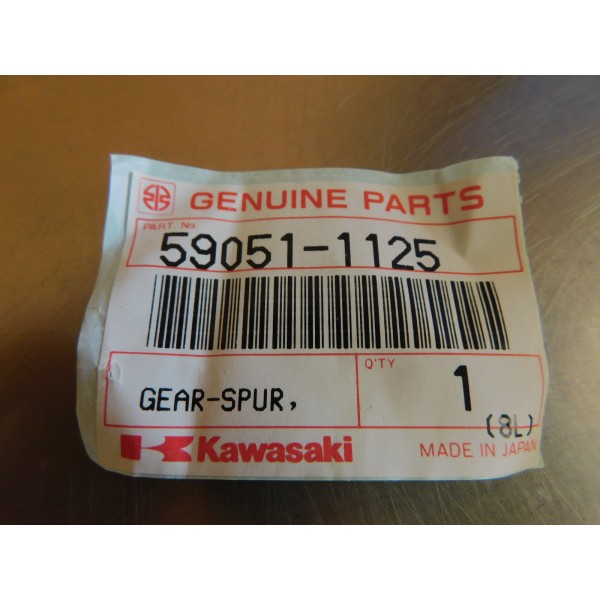 GENUINE PARTS
PART. No.
59051-1125
Q'TY
GEAR-SPUR, 1
(8L)
Kawasaki MADE IN JAPAN